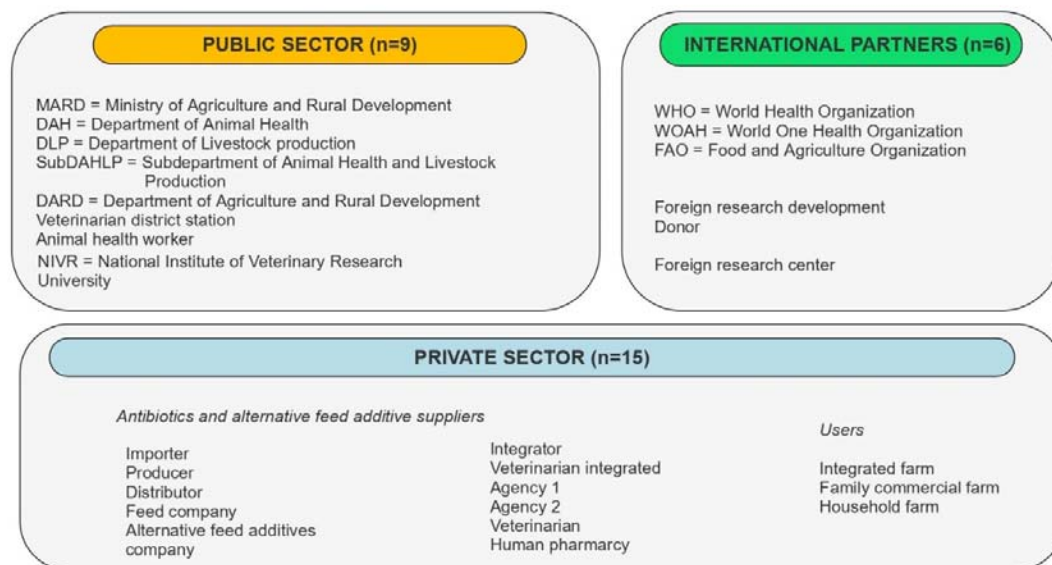 PUBLIC SECTOR (n=9)
MARD = Ministry of Agriculture and Rural Development
DAH = Department of Animal Health
DLP = Department of Livestock production
SubDAHLP = Subdepartment of Animal Health and Livestock
Production
DARD = Department of Agriculture and Rural Development
Veterinarian district station
Animal health worker
NIVR = National Institute of Veterinary Research
University
INTERNATIONAL PARTNERS (n=6)
WHO = World Health Organization
WOAH = World One Health Organization
FAO = Food and Agriculture Organization
Foreign research development
Donor
Foreign research center
PRIVATE SECTOR (n=15)
Antibiotics and alternative feed additive suppliers
Importer
Producer
Distributor
Feed company
Alternative feed additives
company
Integrator
Veterinarian integrated
Agency 1
Agency 2
Veterinarian
Human pharmarcy
Users
Integrated farm
Family commercial farm
Household farm